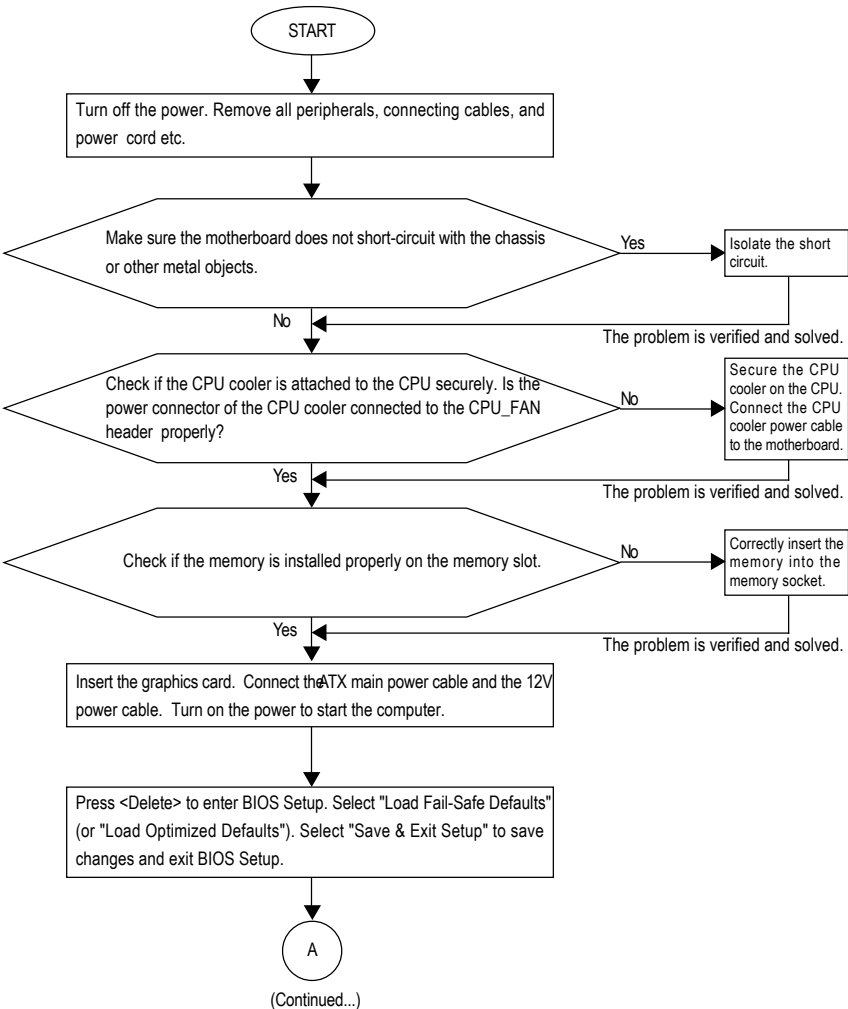 START
Turn off the power. Remove all peripherals, connecting cables, and
power cord etc.
Make sure the motherboard does not short-circuit with the chassis
or other metal objects.
Yes
Isolate the short
circuit.
No
The problem is verified and solved.
Check if the CPU cooler is attached to the CPU securely. Is the
power connector of the CPU cooler connected to the CPU_FAN
header properly?
No
Secure the CPU
cooler on the CPU.
Connect the CPU
cooler power cable
to the motherboard.
Yes
The problem is verified and solved.
Check if the memory is installed properly on the memory slot.
No
Correctly insert the
memory into the
memory socket.
Yes
The problem is verified and solved.
Insert the graphics card. Connect the ATX main power cable and the 12V
power cable. Turn on the power to start the computer.
Press <Delete> to enter BIOS Setup. Select "Load Fail-Safe Defaults"
(or "Load Optimized Defaults"). Select "Save & Exit Setup" to save
changes and exit BIOS Setup.
A
(Continued...)